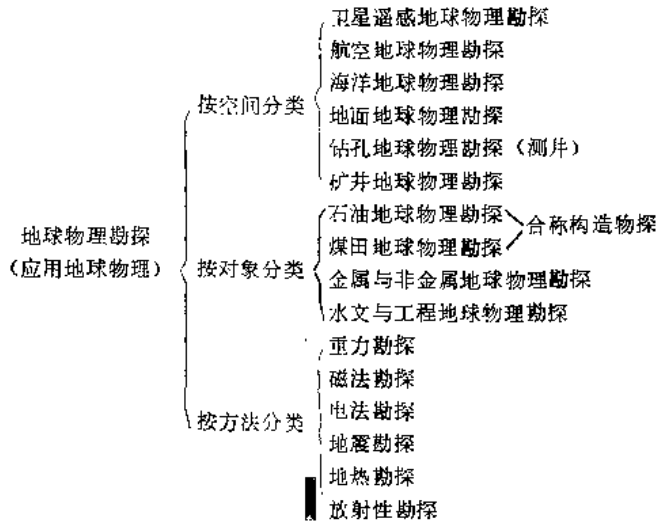 卫星遥感地球物理勘探
航空地球物理勘探
海洋地球物理勘探
按空间分类
地面地球物理勘探
钻孔地球物理勘探（测井）
矿井地球物理勘探
石油地球物理勘探
合称构造物探
煤田地球物理勘探
地球物理勘探
（应用地球物理）
按对象分类
金属与非金属地球物理勘探
水文与工程地球物理勘探
重力勘探
磁法勘探
电法勘探
按方法分类
地震勘探
地热勘探
放射性勘探